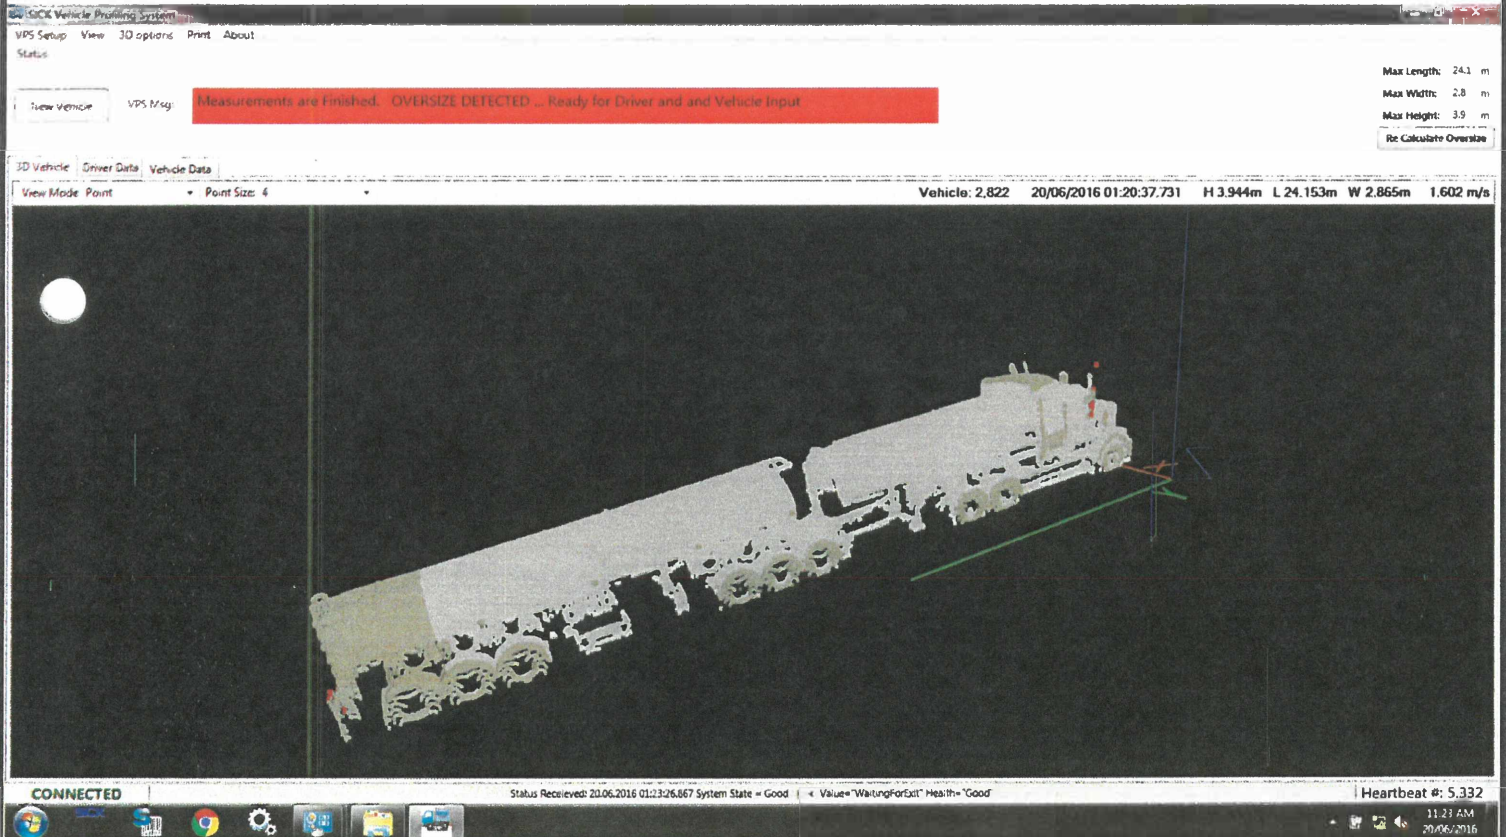 SICK Vehicle Profiling System
VPS Setup View 3D options Print About
Status
Max Length: 24.1 m
Max Width: 2.8 m
Max Height: 3.9 m
New Vehicle VPS Msg: Measurements are Finished. OVERSIZE DETECTED ... Ready for Driver and and Vehicle Input
Re Calculate Oversize
3D Vehicle Driver Data Vehicle Data
View Mode Point Point Size: 4 Vehicle: 2,822 20/06/2016 01:20:37.731 H 3.944m L 24.153m W 2.865m 1.602 m/s
CONNECTED Status Receieved: 20.06.2016 01:23:26.867 System State = Good < Value="WaitingForExit" Health="Good" Heartbeat #: 5,332
SICK
11:23 AM
20/06/2016